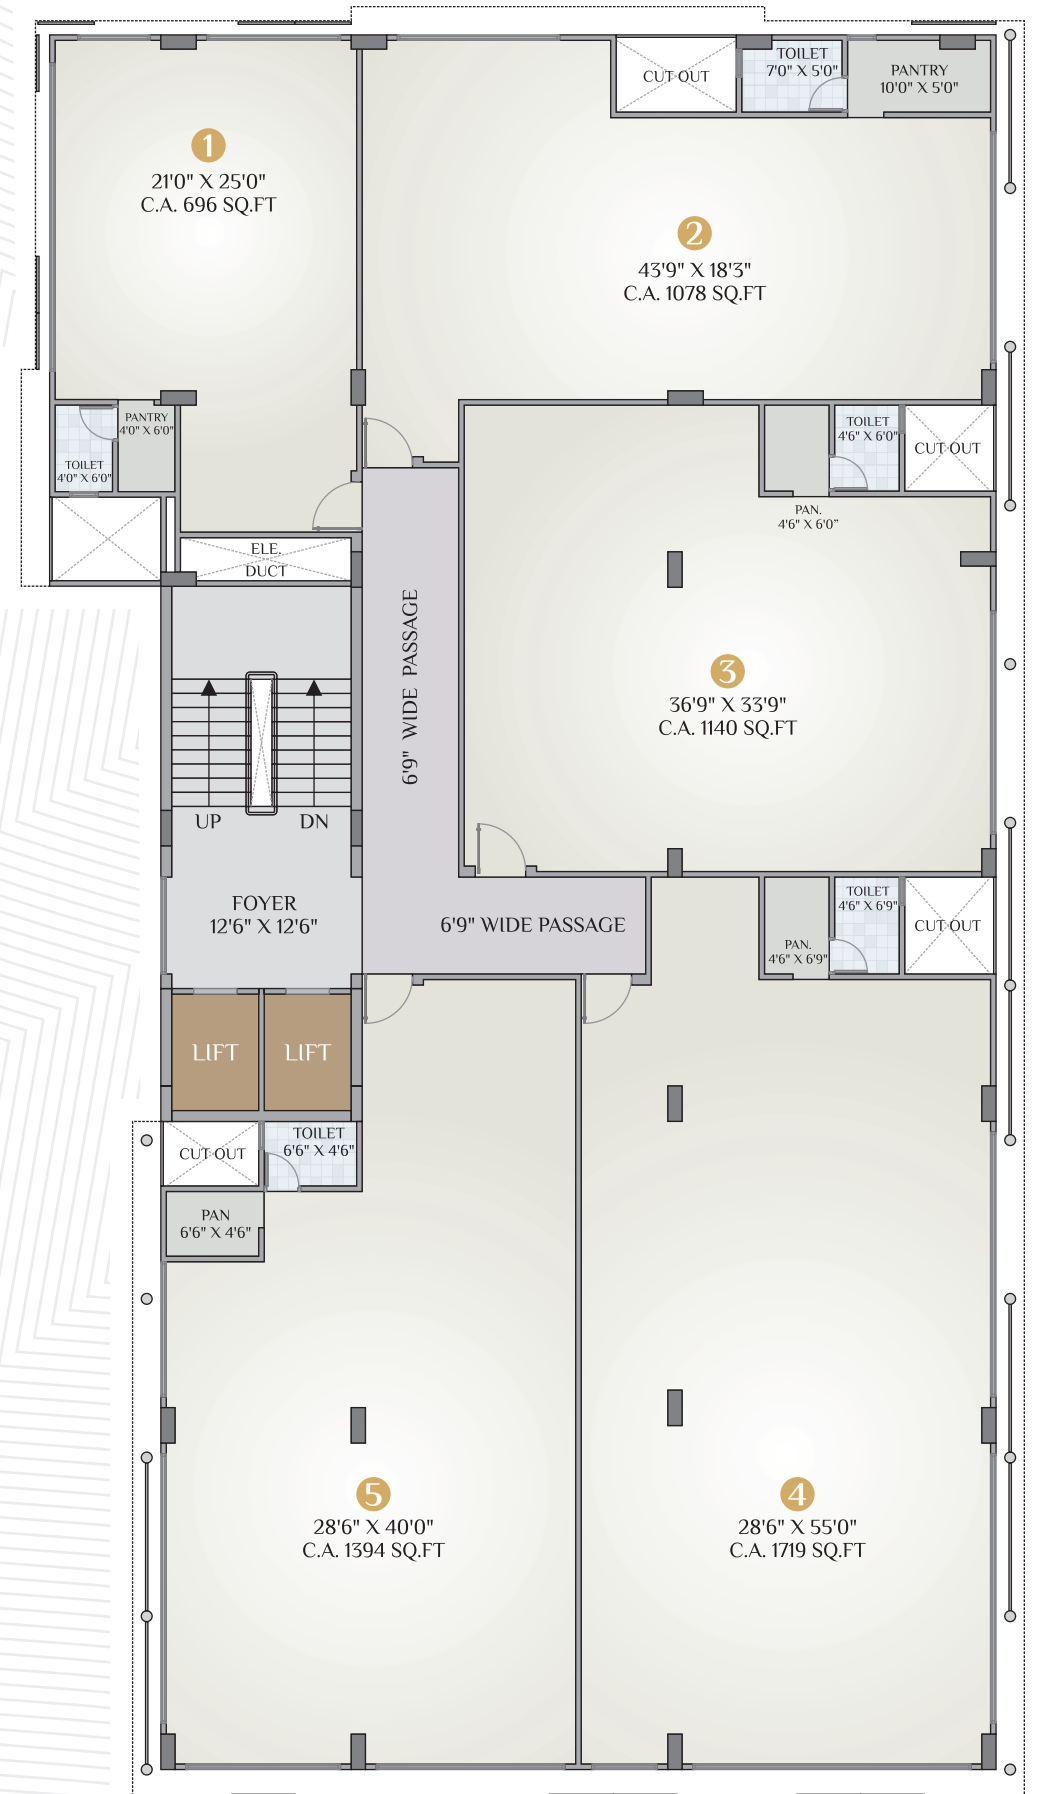 CUT OUT
TOILET
7'0" X 5'0"
PANTRY
10'0" X 5'0"
1
21'0" X 25'0"
C.A. 696 SQ.FT
2
43'9" X 18'3"
C.A. 1078 SQ.FT
PANTRY
4'0" X 6'0"
TOILET
4'0" X 6'0"
TOILET
4'6" X 6'0"
CUT OUT
PAN.
4'6" X 6'0”
ELE.
DUCT
6'9" WIDE PASSAGE
3
36'9" X 33'9"
C.A. 1140 SQ.FT
UP
DN
FOYER
12'6" X 12'6"
6'9" WIDE PASSAGE
TOILET
4'6" X 6'9"
CUT OUT
PAN.
4'6" X 6'9"
LIFT
LIFT
CUT OUT
TOILET
6'6" X 4'6"
PAN
6'6" X 4'6"
5
28'6" X 40'0"
C.A. 1394 SQ.FT
4
28'6" X 55'0"
C.A. 1719 SQ.FT